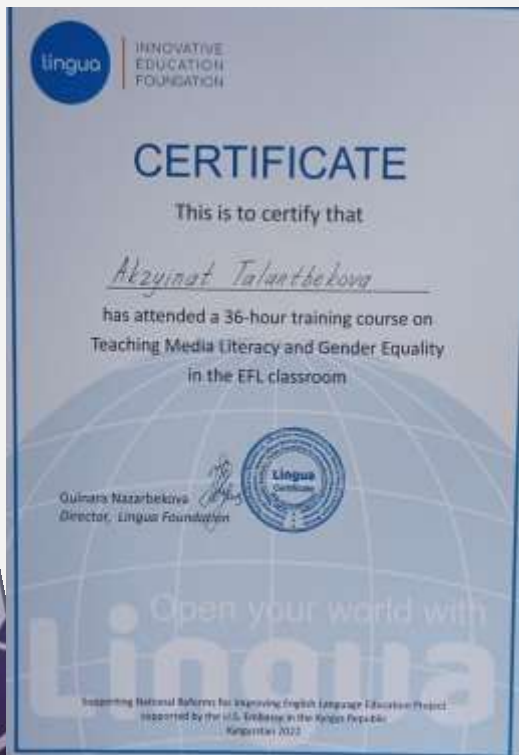 lingua
INNOVATIVE
EDUCATION
FOUNDATION
CERTIFICATE
This is to certify that
Akzyinat Talantbekova
has attended a 36-hour training course on
Teaching Media Literacy and Gender Equality
in the EFL classroom
Lingua
Certificate
Gulnara Nazarbekova
Director, Lingua Foundation
Open your world with
Lingua
Supporting National Reforms for Improving English Language Education Project
supported by the U.S. Embassy in the Kyrgyz Republic
Kyrgyzstan 2022